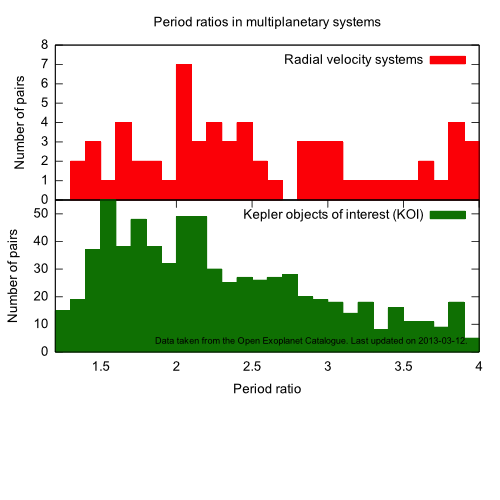 Period ratios in multiplanetary systems
8
7
6
5
4
3
2
1
0
Number of pairs
Radial velocity systems
50
40
30
20
10
0
Number of pairs
Kepler objects of interest (KOI)
Data taken from the Open Exoplanet Catalogue. Last updated on 2013-03-12.
1.5 2 2.5 3 3.5 4
Period ratio